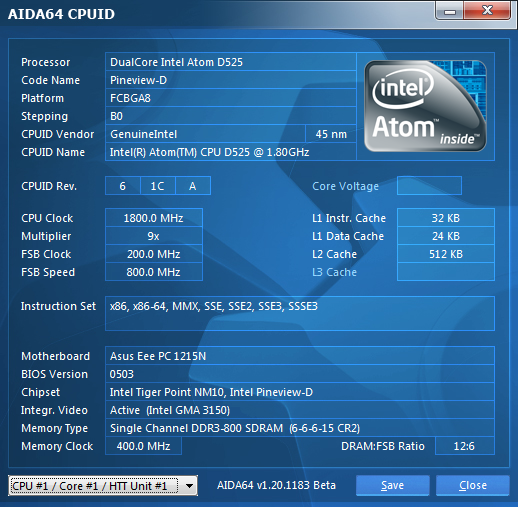 AIDA64 CPUID
Processor DualCore Intel Atom D525
Code Name Pineview-D
Platform FCBGA8
Stepping B0
CPUID Vendor GenuineIntel 45 nm
CPUID Name Intel(R) Atom(TM) CPU D525 @ 1.80GHz
intel
Atom
inside™
CPUID Rev. 6 1C A Core Voltage
CPU Clock 1800.0 MHz L1 Instr. Cache 32 KB
Multiplier 9x L1 Data Cache 24 KB
FSB Clock 200.0 MHz L2 Cache 512 KB
FSB Speed 800.0 MHz L3 Cache
Instruction Set x86, x86-64, MMX, SSE, SSE2, SSE3, SSSE3
Motherboard Asus Eee PC 1215N
BIOS Version 0503
Chipset Intel Tiger Point NM10, Intel Pineview-D
Integr. Video Active (Intel GMA 3150)
Memory Type Single Channel DDR3-800 SDRAM (6-6-6-15 CR2)
Memory Clock 400.0 MHz DRAM:FSB Ratio 12:6
CPU #1 / Core #1 / HTT Unit #1 AIDA64 v1.20.1183 Beta Save Close